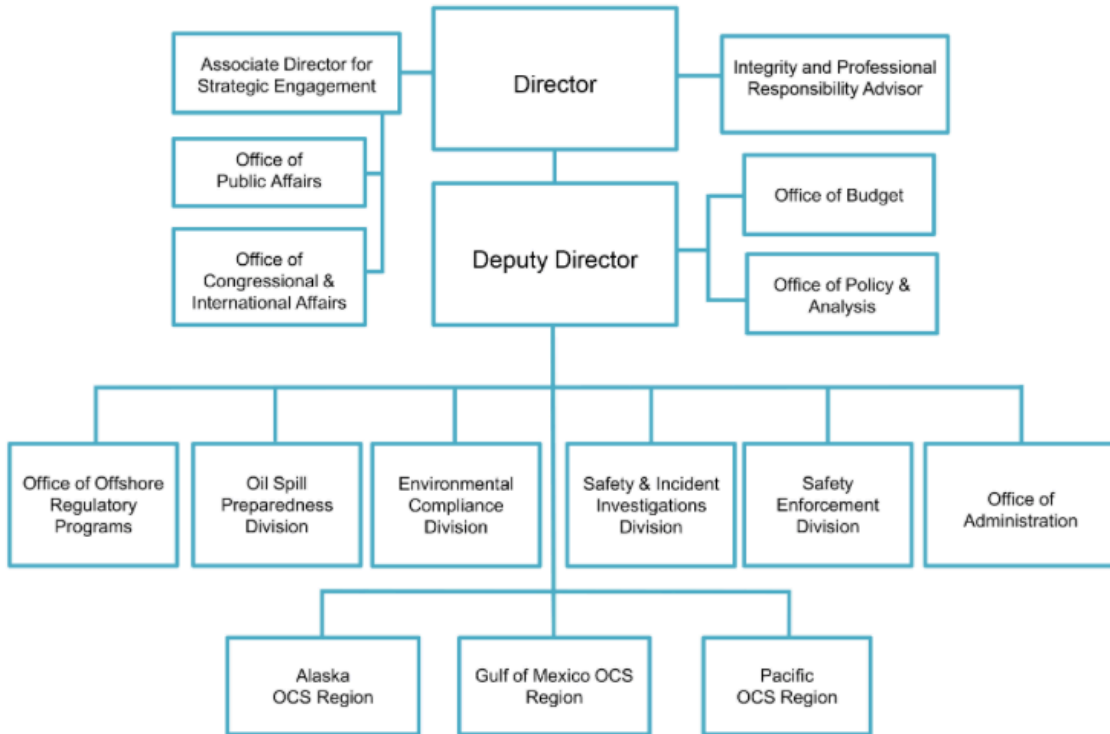 Associate Director for
Strategic Engagement
Director
Integrity and Professional
Responsibility Advisor
Office of
Public Affairs
Office of
Congressional &
International Affairs
Deputy Director
Office of Budget
Office of Policy &
Analysis
Office of Offshore
Regulatory
Programs
Oil Spill
Preparedness
Division
Environmental
Compliance
Division
Safety & Incident
Investigations
Division
Safety
Enforcement
Division
Office of
Administration
Alaska
OCS Region
Gulf of Mexico OCS
Region
Pacific
OCS Region